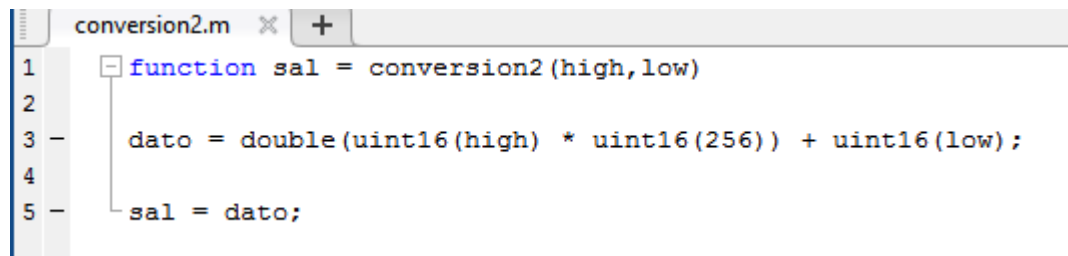 conversion2.m
1 function sal = conversion2(high,low)
2
3 dato = double(uint16(high) * uint16(256)) + uint16(low);
4
5 sal = dato;